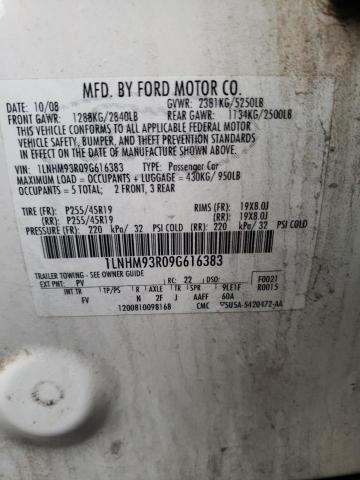 MFD. BY FORD MOTOR CO.
DATE: 10/08 GVWR: 2381KG/5250LB
FRONT GAWR: 1288KG/2840LB REAR GAWR: 1134KG/2500LB
THIS VEHICLE CONFORMS TO ALL APPLICABLE FEDERAL MOTOR
VEHICLE SAFETY, BUMPER, AND THEFT PREVENTION STANDARDS
IN EFFECT ON THE DATE OF MANUFACTURE SHOWN ABOVE.
VIN: 1LNHM93R09G616383 TYPE: Passenger Car
MAXIMUM LOAD = OCCUPANTS + LUGGAGE = 430KG/950LB
OCCUPANTS = 5 TOTAL; 2 FRONT, 3 REAR
TIRE (FR): P255/45R19 RIMS (FR): 19X8.0J
(RR): P255/45R19 (RR): 19X8.0J
PRESSURE (FR): 220 kPa/ 32 PSI COLD (RR): 220 kPa/ 32 PSI COLD
1LNHM93R09G616383
TRAILER TOWING - SEE OWNERS GUIDE
EXT PNT: PV RC: 22 DSO: F0021
INT TR TP/PS R AXLE TR SPR 9LE1F R0015
FV N 2F J AAFF 60A
1200810098168 CMC 5U5A-5420472-AA